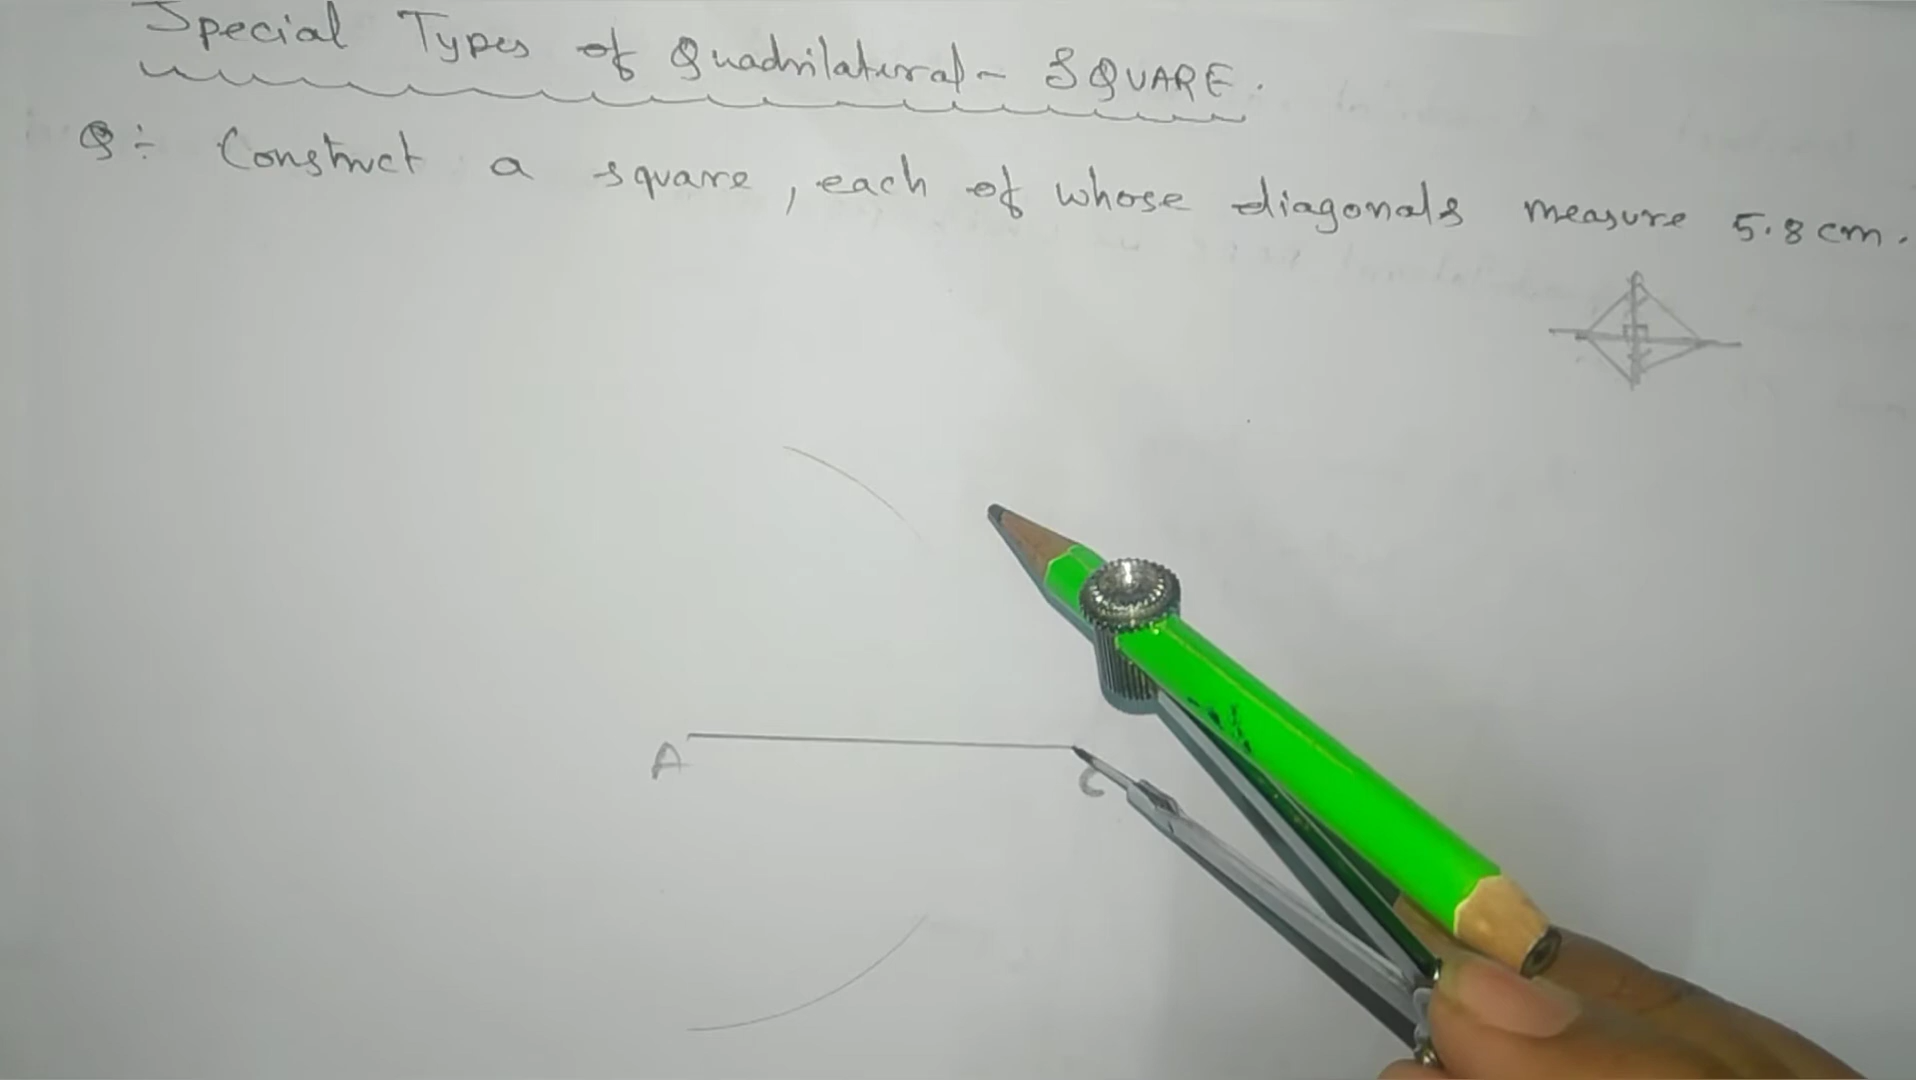 Special Types of Quadrilateral - SQUARE.
Q:- Construct a square, each of whose diagonals measure 5.8 cm.
A
C